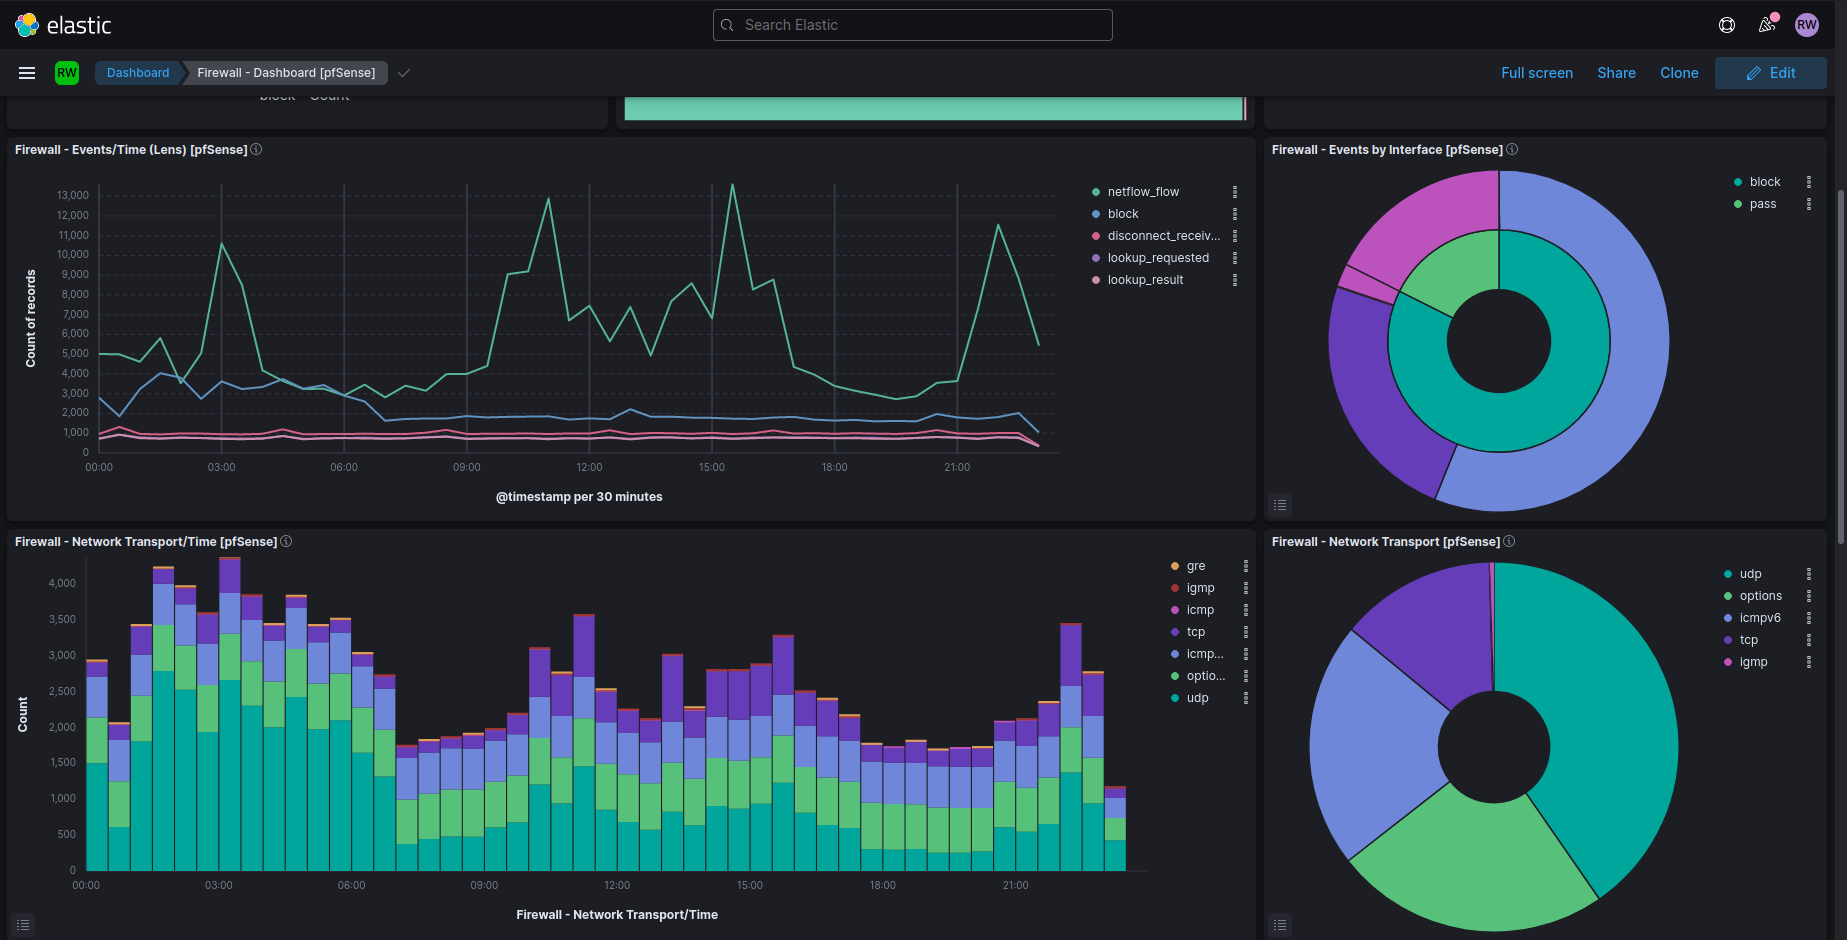 elastic
Search Elastic
RW
RW
Dashboard
Firewall - Dashboard [pfSense]
Full screen
Share
Clone
Edit
Firewall - Events/Time (Lens) [pfSense]
13,000
12,000
11,000
10,000
9,000
8,000
7,000
6,000
5,000
4,000
3,000
2,000
1,000
0
Count of records
00:00
03:00
06:00
09:00
12:00
15:00
18:00
21:00
@timestamp per 30 minutes
netflow_flow
block
disconnect_receiv...
lookup_requested
lookup_result
Firewall - Events by Interface [pfSense]
block
pass
Firewall - Network Transport/Time [pfSense]
4,000
3,500
3,000
2,500
2,000
1,500
1,000
500
0
Count
00:00
03:00
06:00
09:00
12:00
15:00
18:00
21:00
Firewall - Network Transport/Time
gre
igmp
icmp
tcp
icmp...
optio...
udp
Firewall - Network Transport [pfSense]
udp
options
icmpv6
tcp
igmp